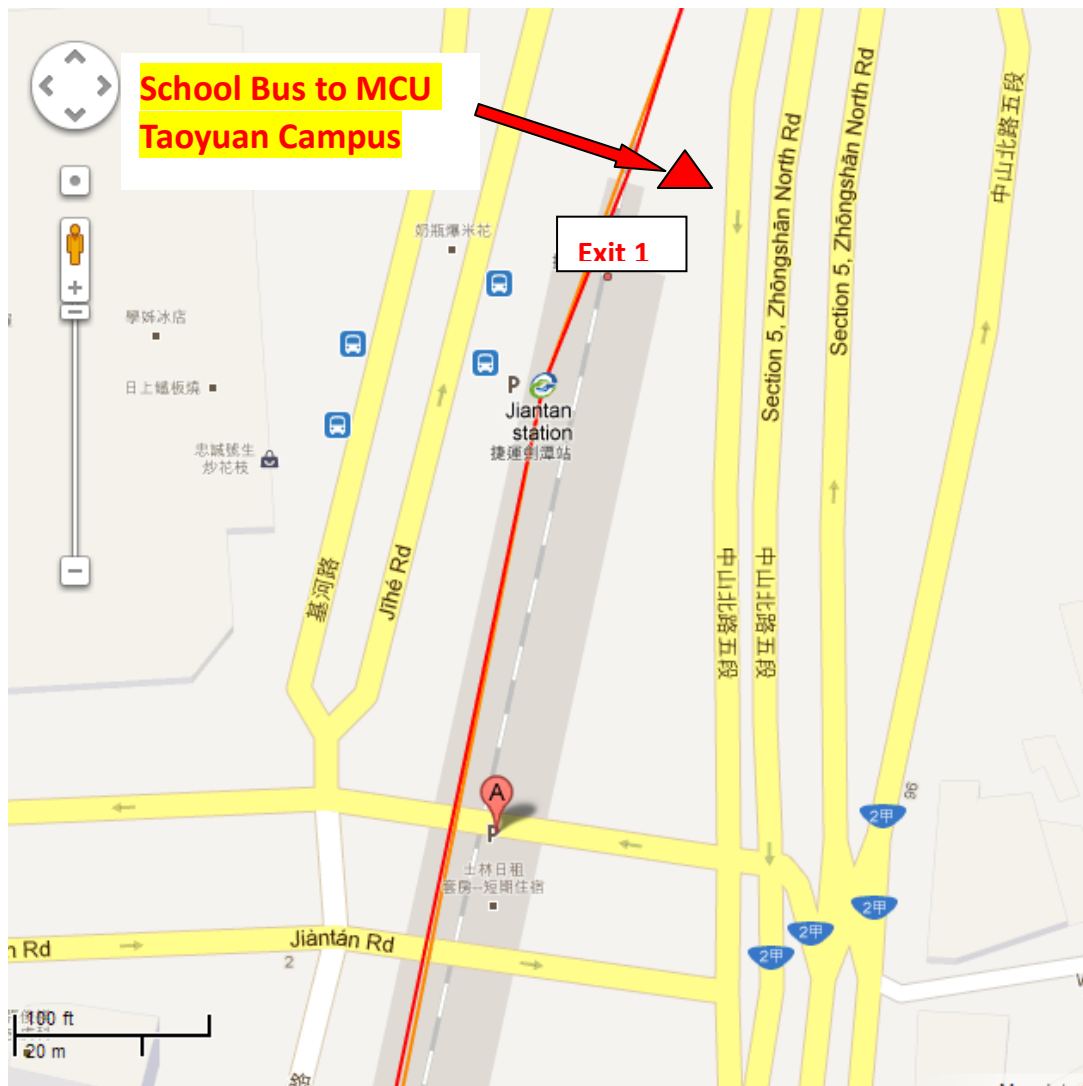 School Bus to MCU
Taoyuan Campus
Exit 1
奶瓶爆米花
學姊冰店
日上鐵板燒
忠誠號生
炒花枝
P
Jiantan
station
捷運劍潭站
基河路
Jīhé Rd
Section 5, Zhōngshān North Rd
Section 5, Zhōngshān North Rd
中山北路五段
中山北路五段
中山北路五段
A
P
士林日租
套房--短期住宿
96
2甲
2甲
2甲
2甲
n Rd
Jiàntán Rd
2
路
100 ft
20 m